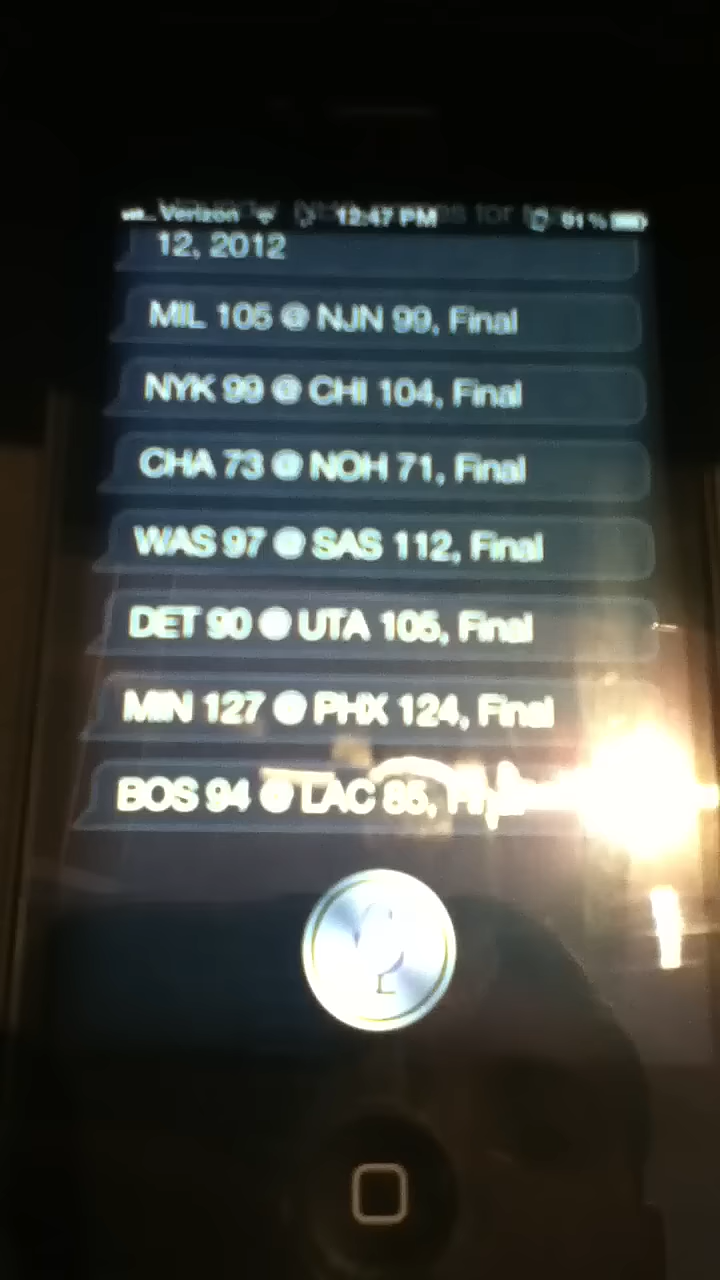 Verizon 12:47 PM 91%
for
12, 2012
MIL 105 @ NJN 99, Final
NYK 99 @ CHI 104, Final
CHA 73 @ NOH 71, Final
WAS 97 @ SAS 112, Final
DET 90 @ UTA 105, Final
MIN 127 @ PHX 124, Final
BOS 94 @ LAC 85,